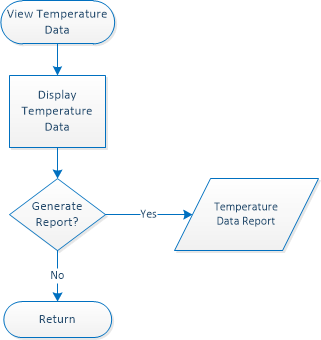 View Temperature
Data
Display
Temperature
Data
Generate
Report?
Yes
Temperature
Data Report
No
Return